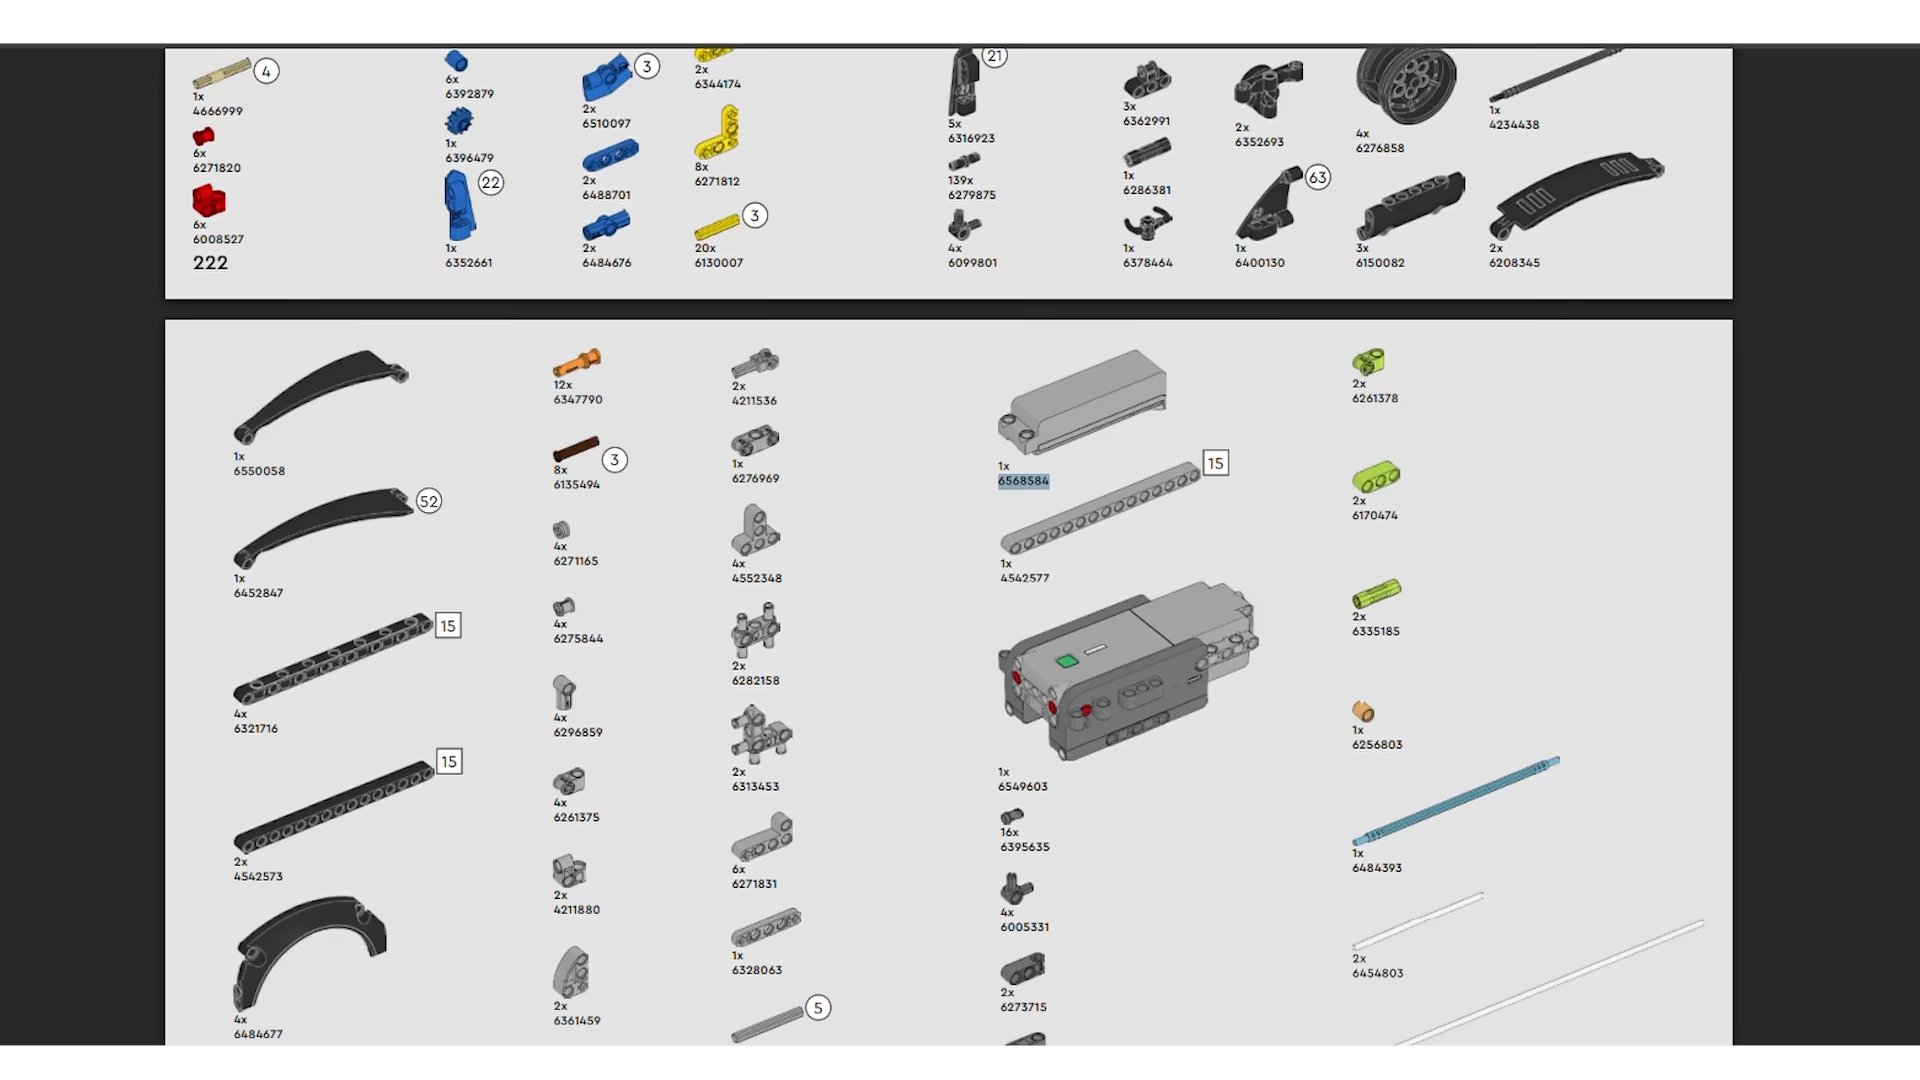 4
1x
4666999
6x
6271820
6x
6008527
222
6x
6392879
1x
6396479
22
1x
6352661
3
2x
6510097
2x
6488701
2x
6484676
2x
6344174
8x
6271812
3
20x
6130007
21
5x
6316923
139x
6279875
4x
6099801
3x
6362991
1x
6286381
1x
6378464
2x
6352693
63
1x
6400130
4x
6276858
3x
6150082
1x
4234438
2x
6208345
1x
6550058
52
1x
6452847
15
4x
6321716
15
2x
4542573
4x
6484677
12x
6347790
3
8x
6135494
4x
6271165
4x
6275844
4x
6296859
4x
6261375
2x
4211880
2x
6361459
2x
4211536
1x
6276969
4x
4552348
2x
6282158
2x
6313453
6x
6271831
1x
6328063
5
1x
6568584
15
1x
4542577
1x
6549603
16x
6395635
4x
6005331
2x
6273715
2x
6261378
2x
6170474
2x
6335185
1x
6256803
1x
6484393
2x
6454803